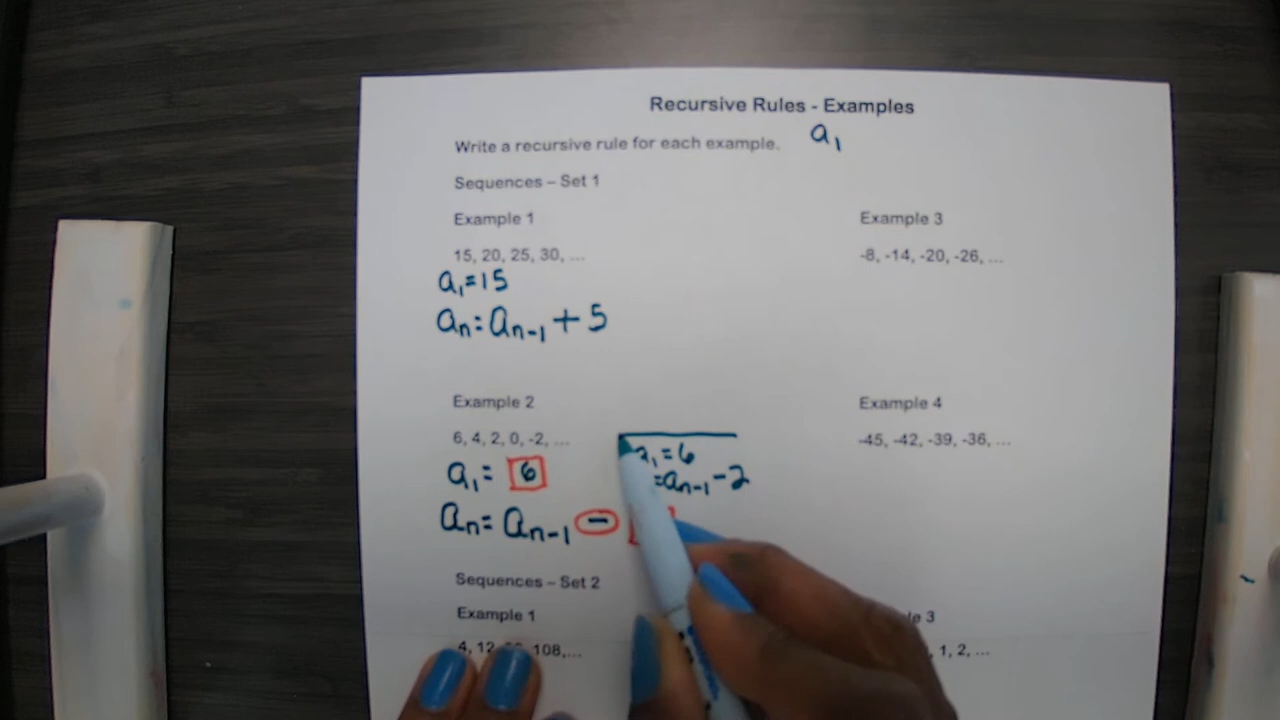 Recursive Rules - Examples
Write a recursive rule for each example. a₁
Sequences – Set 1
Example 1
15, 20, 25, 30, ...
a₁=15
aₙ=aₙ₋₁+5
Example 3
-8, -14, -20, -26, ...
Example 2
6, 4, 2, 0, -2, ...
a₁= 6
aₙ= aₙ₋₁ -
a₁=6
=aₙ₋₁-2
Example 4
-45, -42, -39, -36, ...
Sequences – Set 2
Example 1
4, 12, 108,...
3
1, 2, ...